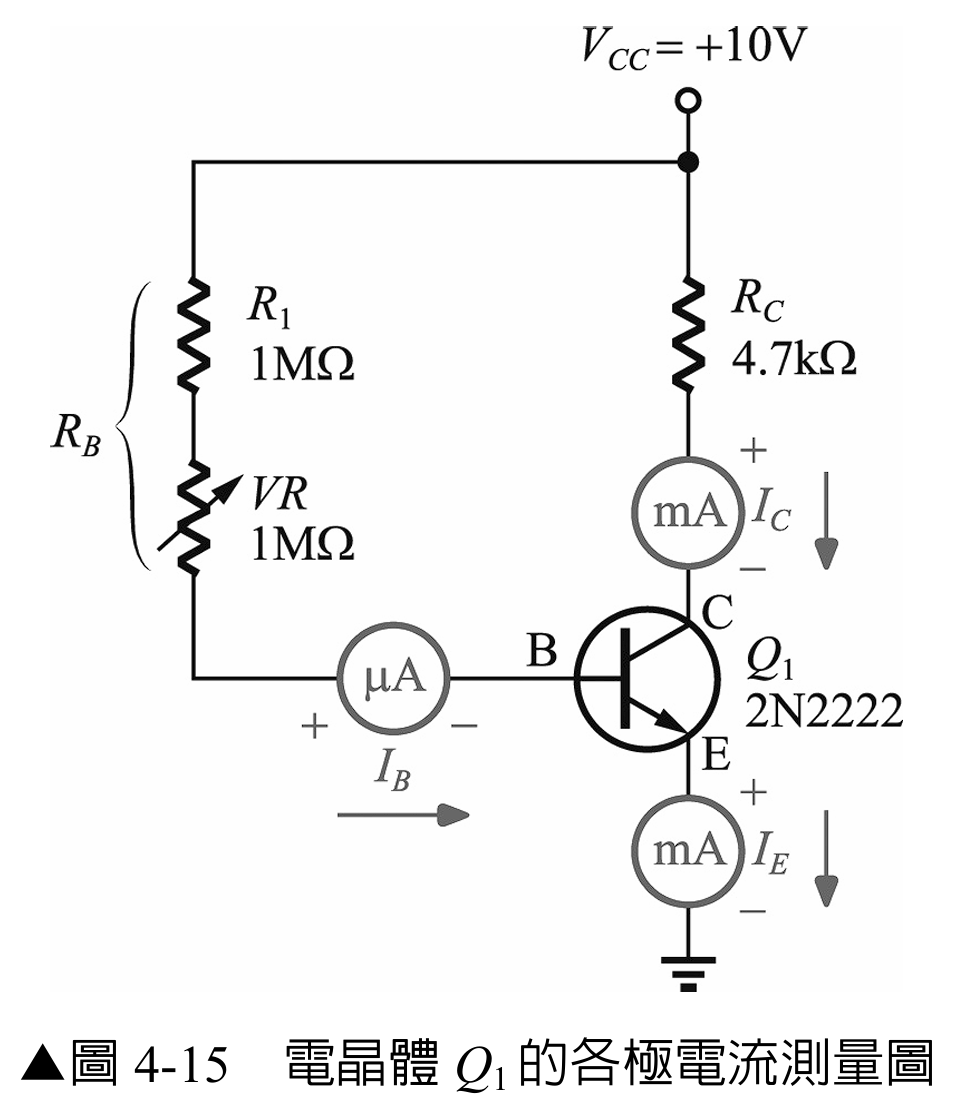 V_CC = +10V
R_1
1MΩ
R_C
4.7kΩ
R_B
VR
1MΩ
+
mA
I_C
−
C
B
Q_1
2N2222
μA
+
−
I_B
E
+
mA
I_E
−
▲圖 4-15 電晶體 Q_1 的各極電流測量圖